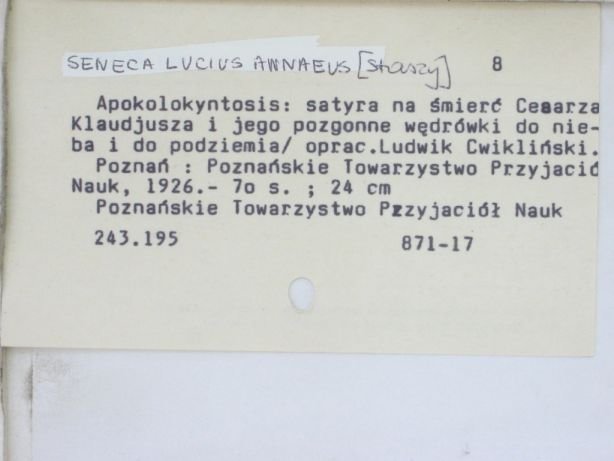 SENECA LUCIUS ANNAEUS [starszy] 8
Apokolokyntosis: satyra na śmierć Cesarza
Klaudjusza i jego pozgonne wędrówki do nie-
ba i do podziemia/ oprac.Ludwik Cwikliński.
Poznań : Poznańskie Towarzystwo Przyjació
Nauk, 1926.- 7o s. ; 24 cm
Poznańskie Towarzystwo Przyjaciół Nauk
243.195 871-17